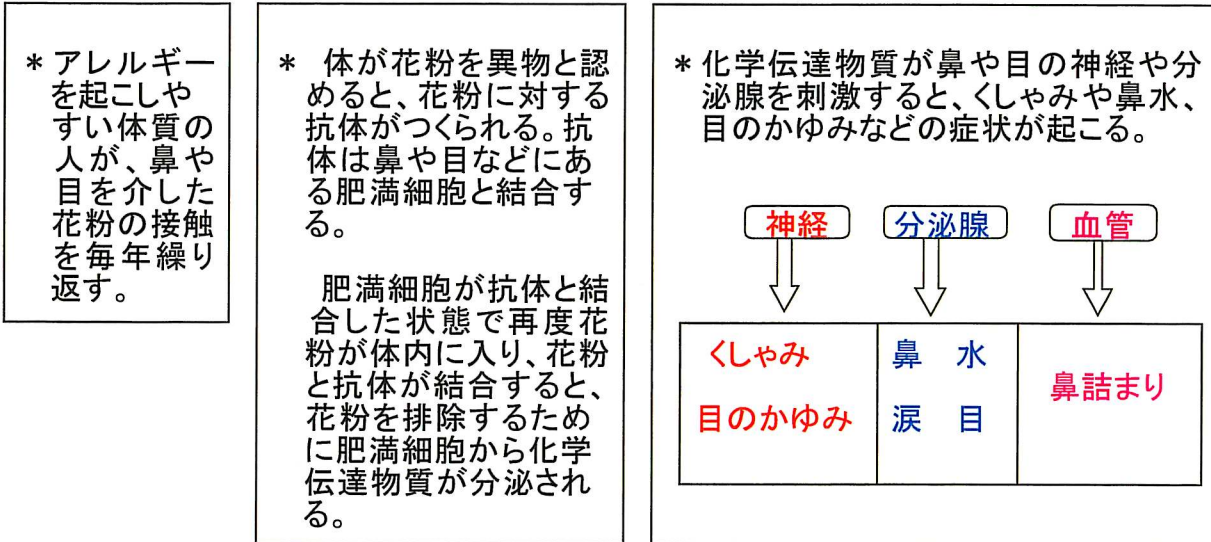 * アレルギー
を起こしや
すい体質の
人が、鼻や
目を介した
花粉の接触
を毎年繰り
返す。
* 体が花粉を異物と認
めると、花粉に対する
抗体がつくられる。抗
体は鼻や目などにあ
る肥満細胞と結合す
る。
肥満細胞が抗体と結
合した状態で再度花
粉が体内に入り、花粉
と抗体が結合すると、
花粉を排除するため
に肥満細胞から化学
伝達物質が分泌され
る。
* 化学伝達物質が鼻や目の神経や分
泌腺を刺激すると、くしゃみや鼻水、
目のかゆみなどの症状が起こる。
神経 分泌腺 血管
くしゃみ 鼻 水
鼻詰まり
目のかゆみ 涙 目